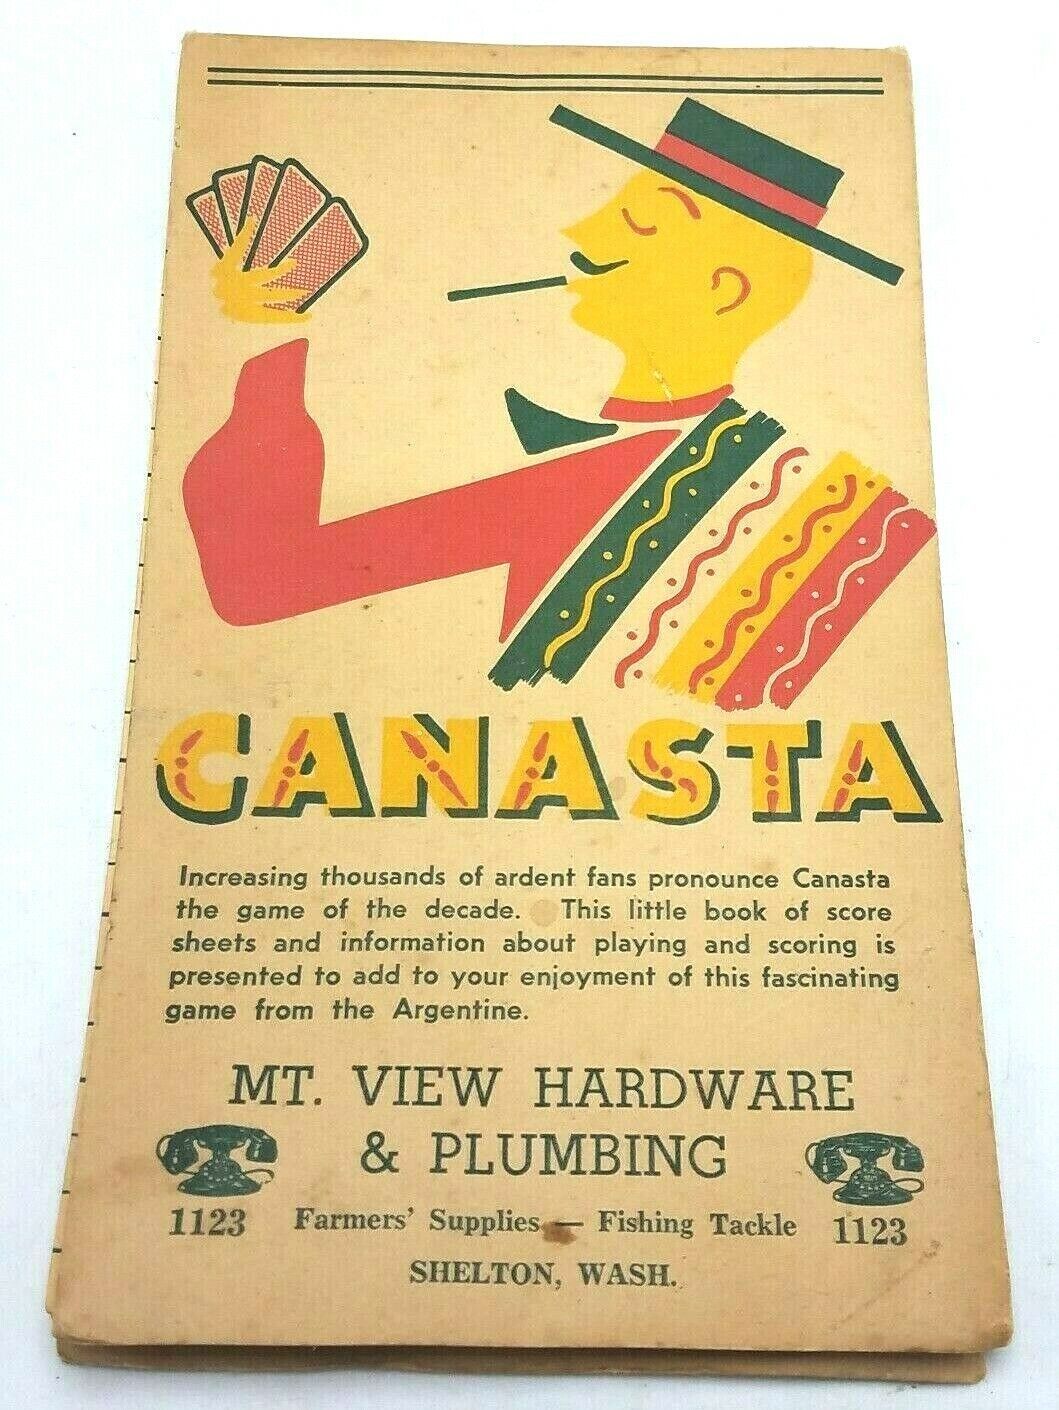 CANASTA
Increasing thousands of ardent fans pronounce Canasta
the game of the decade. This little book of score
sheets and information about playing and scoring is
presented to add to your enjoyment of this fascinating
game from the Argentine.
MT. VIEW HARDWARE
& PLUMBING
1123 Farmers' Supplies — Fishing Tackle 1123
SHELTON, WASH.